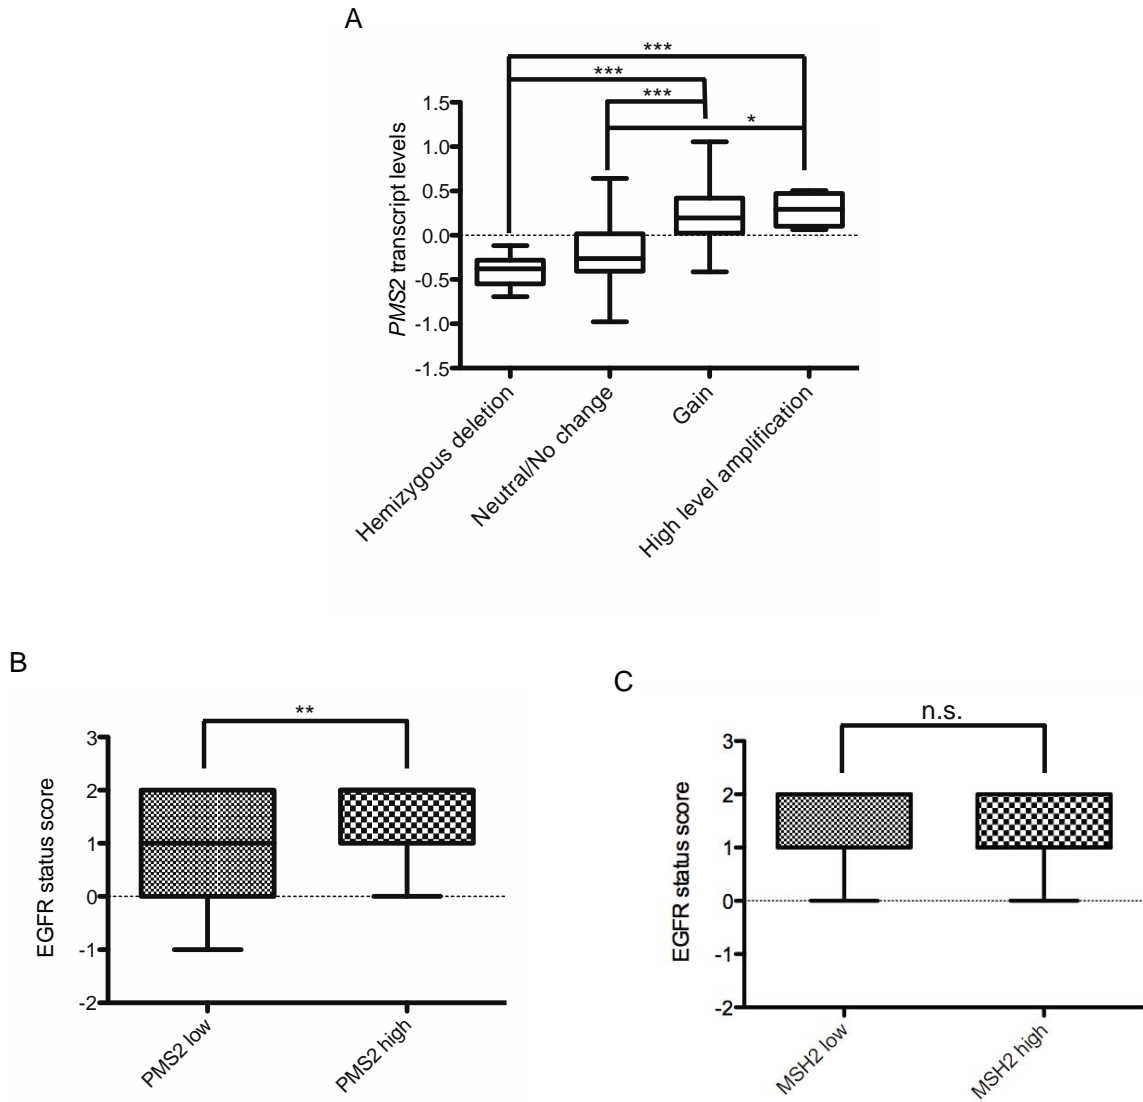 A
***
***
***
*
1.5
1.0
0.5
0.0
-0.5
-1.0
-1.5
PMS2 transcript levels
Hemizygous deletion
Neutral/No change
Gain
High level amplification
B
**
3
2
1
0
-1
-2
EGFR status score
PMS2 low
PMS2 high
C
n.s.
3
2
1
0
-1
-2
EGFR status score
MSH2 low
MSH2 high